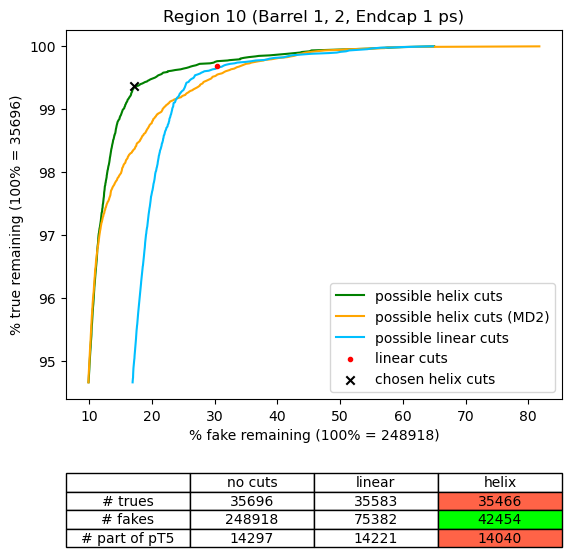 Region 10 (Barrel 1, 2, Endcap 1 ps)
100
99
98
97
96
95
% true remaining (100% = 35696)
possible helix cuts
possible helix cuts (MD2)
possible linear cuts
linear cuts
chosen helix cuts
10 20 30 40 50 60 70 80
% fake remaining (100% = 248918)
no cuts linear helix
# trues 35696 35583 35466
# fakes 248918 75382 42454
# part of pT5 14297 14221 14040